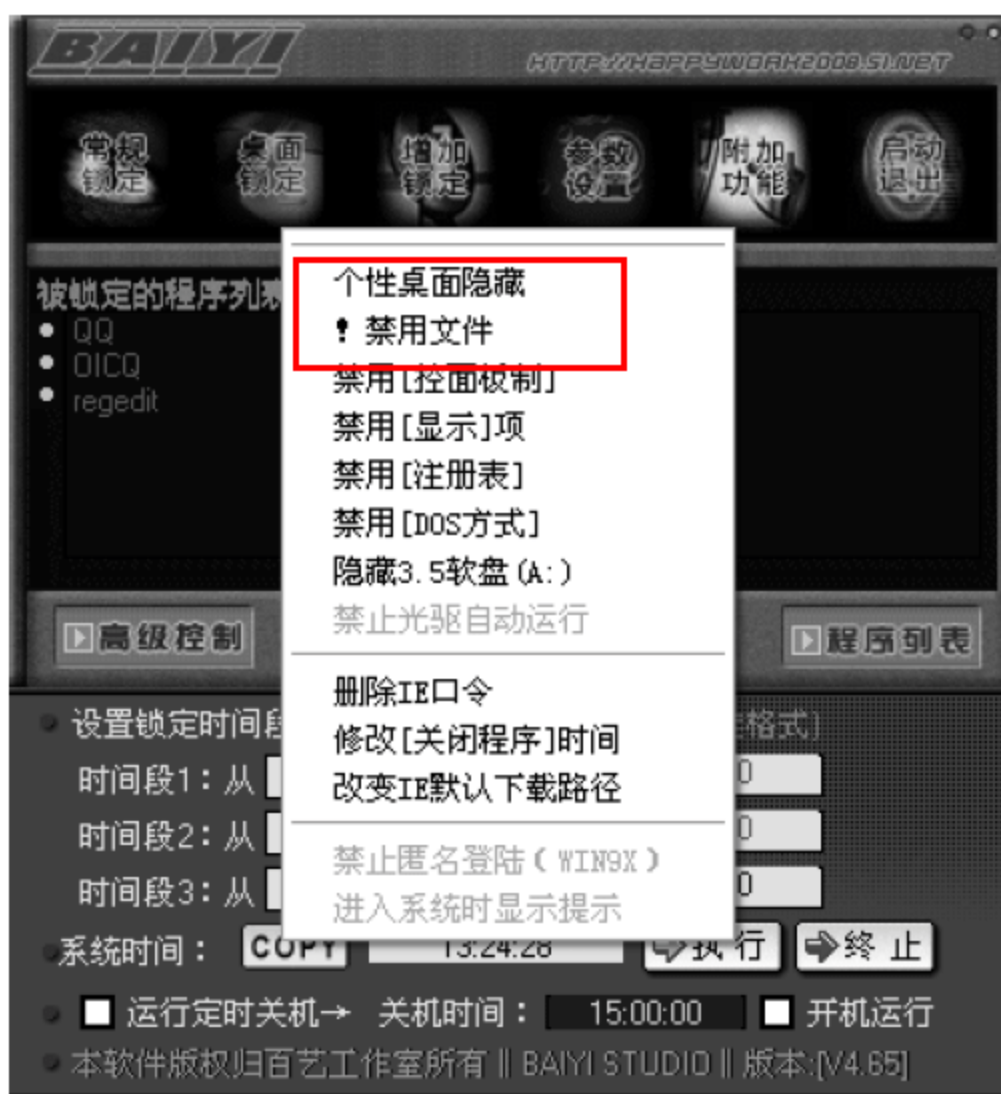 BAIYI
HTTP://HAPPYWORK2008.51.NET
常规锁定
桌面锁定
增加锁定
参数设置
附加功能
启动退出
被锁定的程序列表
QQ
OICQ
regedit
个性桌面隐藏
! 禁用文件
禁用[控面板制]
禁用[显示]项
禁用[注册表]
禁用[DOS方式]
隐藏3.5软盘(A:)
禁止光驱自动运行
删除IE口令
修改[关闭程序]时间
改变IE默认下载路径
禁止匿名登陆(WIN9X)
进入系统时显示提示
高级控制
程序列表
设置锁定时间段
格式]
时间段1:从
0
时间段2:从
0
时间段3:从
0
系统时间: COPY 13:24:28 执行 终止
运行定时关机→ 关机时间: 15:00:00 开机运行
本软件版权归百艺工作室所有 || BAIYI STUDIO || 版本:[V4.65]